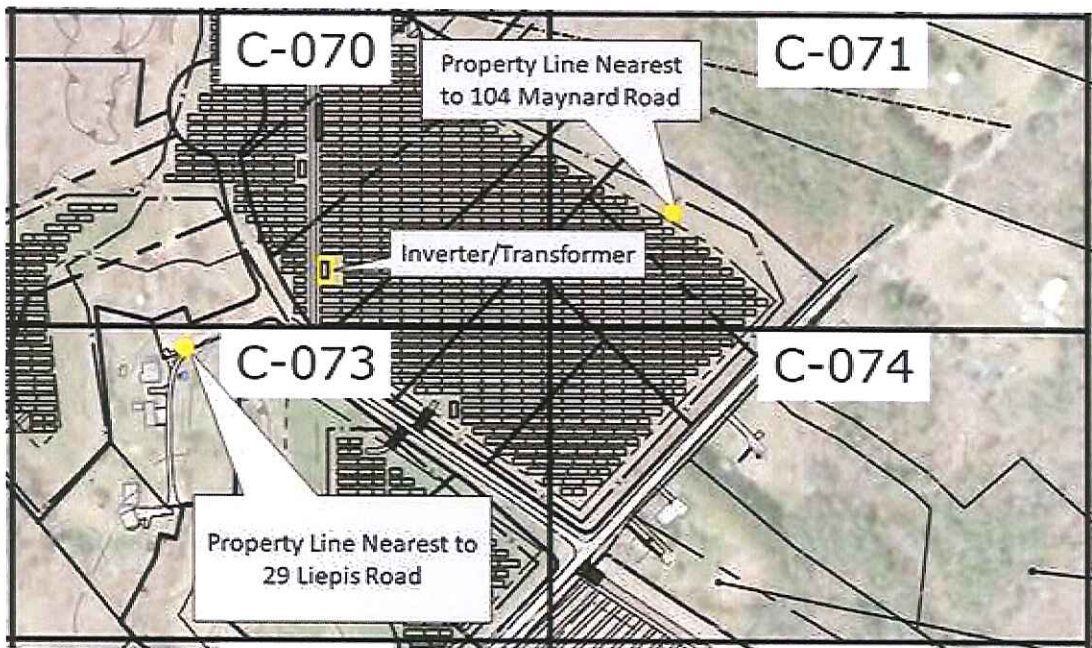 C-070
Property Line Nearest
to 104 Maynard Road
C-071
Inverter/Transformer
C-073
C-074
Property Line Nearest to
29 Liepis Road